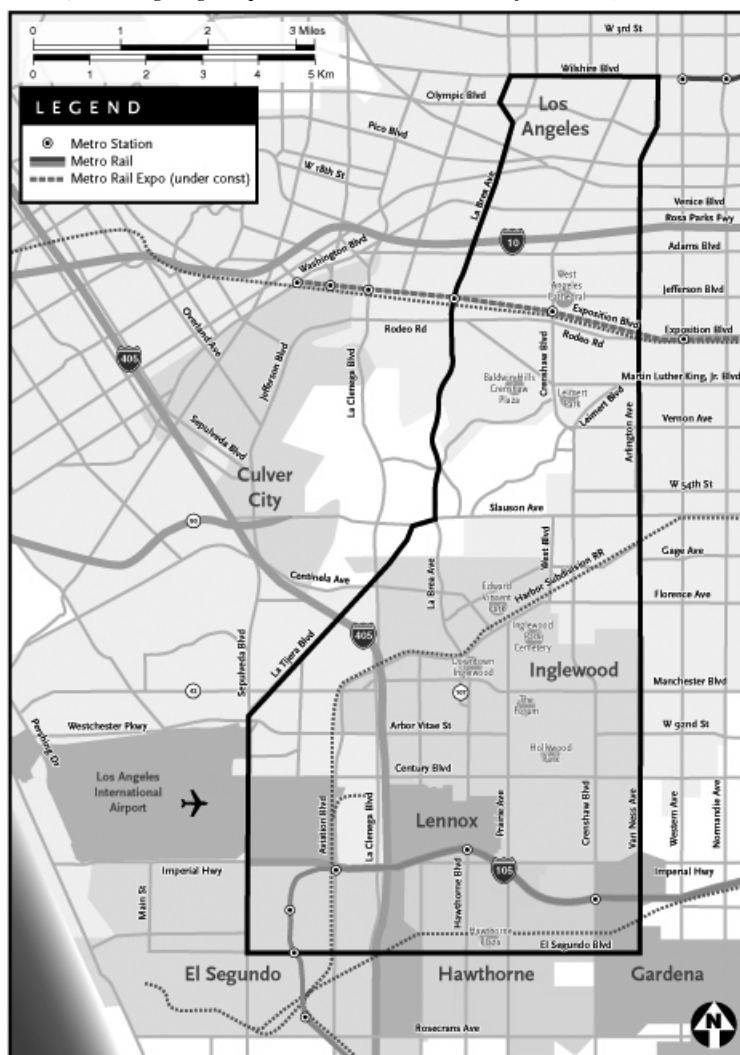 0 1 2 3 Miles
0 1 2 3 4 5 Km
LEGEND
Metro Station
Metro Rail
Metro Rail Expo (under const)
W 3rd St
Wilshire Blvd
Olympic Blvd
Los
Angeles
Pico Blvd
W 18th St
La Brea Ave
Venice Blvd
Rosa Parks Fwy
10
Adams Blvd
Washington Blvd
West
Angeles
Cathedral
Jefferson Blvd
Overland Ave
Exposition Blvd
Rodeo Rd
Rodeo Rd
Exposition Blvd
405
Jefferson Blvd
La Cienega Blvd
Crenshaw Blvd
Baldwin Hills
Crenshaw
Plaza
Leimert
Park
Leimert Blvd
Martin Luther King, Jr. Blvd
Arlington Ave
Vernon Ave
Sepulveda Blvd
Culver
City
W 54th St
Slauson Ave
90
West Blvd
Harbor Subdivision RR
Gage Ave
Centinela Ave
La Brea Ave
Edward
Vincent
Park
Florence Ave
405
Inglewood
Park
Cemetery
La Tijera Blvd
Sepulveda Blvd
Downtown
Inglewood
Inglewood
Manchester Blvd
42
107
The
Forum
Westchester Pkwy
Arbor Vitae St
W 92nd St
Pershing Dr
Hollywood
Park
Century Blvd
Los Angeles
International
Airport
Aviation Blvd
La Cienega Blvd
Lennox
Prairie Ave
Crenshaw Blvd
Van Ness Ave
Western Ave
Normandie Ave
Imperial Hwy
105
Imperial Hwy
Main St
Hawthorne Blvd
Hawthorne
Plaza
El Segundo Blvd
El Segundo
Hawthorne
Gardena
N
Rosecrans Ave